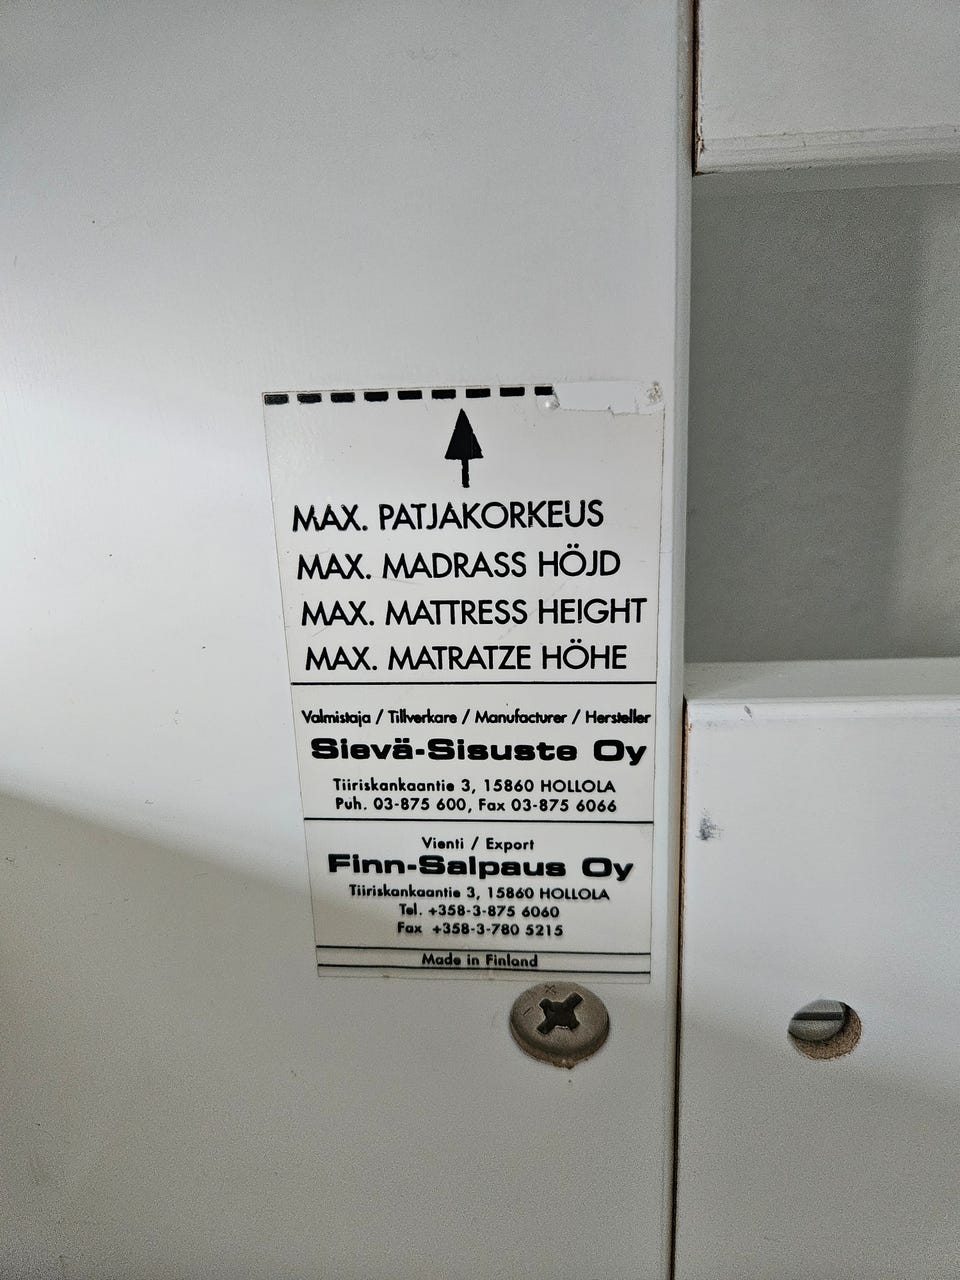 MAX. PATJAKORKEUS
MAX. MADRASS HÖJD
MAX. MATTRESS HEIGHT
MAX. MATRATZE HÖHE
Valmistaja / Tillverkare / Manufacturer / Hersteller
Sievä-Sisuste Oy
Tiiriskankaantie 3, 15860 HOLLOLA
Puh. 03-875 600, Fax 03-875 6066
Vienti / Export
Finn-Salpaus Oy
Tiiriskankaantie 3, 15860 HOLLOLA
Tel. +358-3-875 6060
Fax +358-3-780 5215
Made in Finland